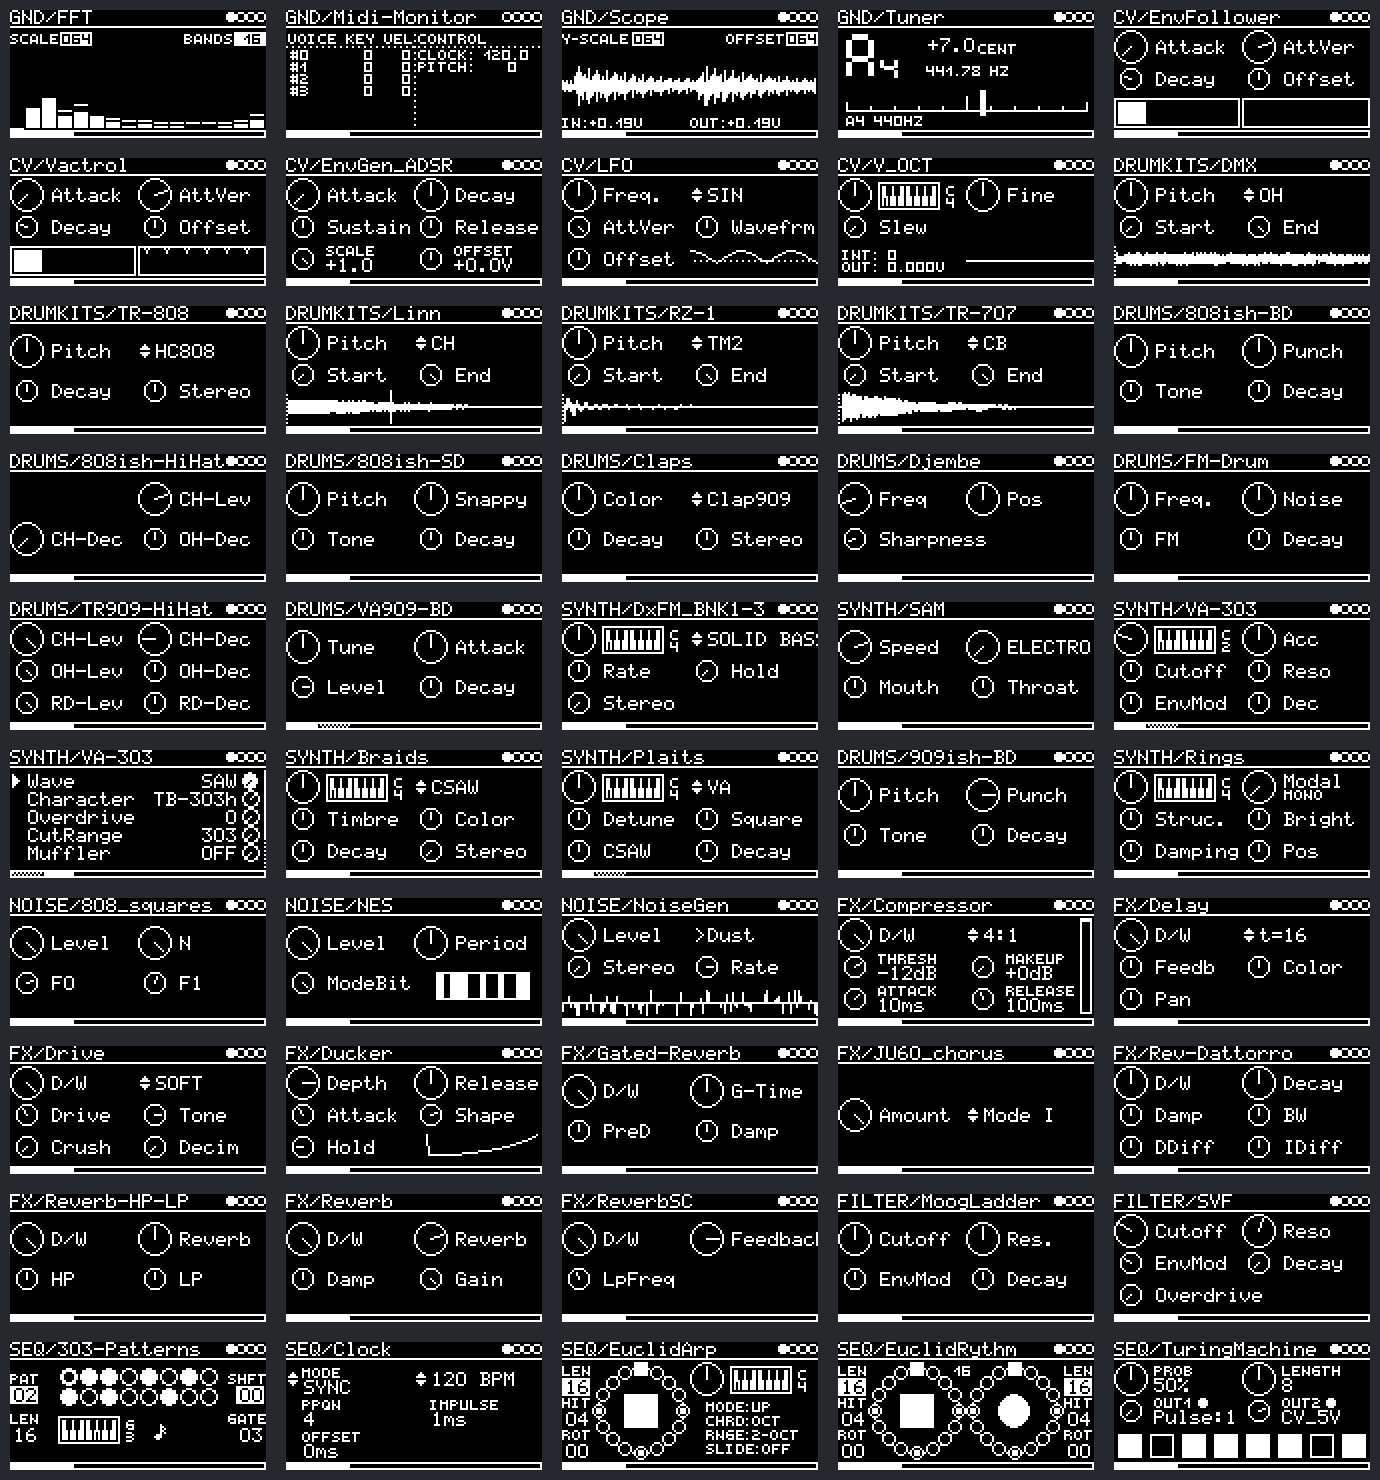 GND/FFT
SCALE 064 BANDS 16
GND/Midi-Monitor
VOICE KEY VEL:CONTROL
#0 0 0 CLOCK: 120.0
#1 0 0 PITCH: 0
#2 0 0
#3 0 0
GND/Scope
Y-SCALE 064 OFFSET 064
IN:+0.19V OUT:+0.19V
GND/Tuner
A4 +7.0CENT
441.78 HZ
A4 440HZ
CV/EnvFollower
Attack AttVer
Decay Offset
CV/Vactrol
Attack AttVer
Decay Offset
CV/EnvGen_ADSR
Attack Decay
Sustain Release
SCALE OFFSET
+1.0 +0.0V
CV/LFO
Freq. SIN
AttVer Wavefrm
Offset
CV/V_OCT
C4 Fine
Slew
INT: 0
OUT: 0.000V
DRUMKITS/DMX
Pitch OH
Start End
DRUMKITS/TR-808
Pitch HC808
Decay Stereo
DRUMKITS/Linn
Pitch CH
Start End
DRUMKITS/RZ-1
Pitch TM2
Start End
DRUMKITS/TR-707
Pitch CB
Start End
DRUMS/808ish-BD
Pitch Punch
Tone Decay
DRUMS/808ish-HiHat
CH-Lev
CH-Dec OH-Dec
DRUMS/808ish-SD
Pitch Snappy
Tone Decay
DRUMS/Claps
Color Clap909
Decay Stereo
DRUMS/Djembe
Freq Pos
Sharpness
DRUMS/FM-Drum
Freq. Noise
FM Decay
DRUMS/TR909-HiHat
CH-Lev CH-Dec
OH-Lev OH-Dec
RD-Lev RD-Dec
DRUMS/VA909-BD
Tune Attack
Level Decay
SYNTH/DxFM_BNK1-3
C4 SOLID BASS
Rate Hold
Stereo
SYNTH/SAM
Speed ELECTRO
Mouth Throat
SYNTH/VA-303
C2 Acc
Cutoff Reso
EnvMod Dec
SYNTH/VA-303
Wave SAW
Character TB-303h
Overdrive 0
CutRange 303
Muffler OFF
SYNTH/Braids
C4 CSAW
Timbre Color
Decay Stereo
SYNTH/Plaits
C4 VA
Detune Square
CSAW Decay
DRUMS/909ish-BD
Pitch Punch
Tone Decay
SYNTH/Rings
C4 Modal
MONO
Struc. Bright
Damping Pos
NOISE/808_squares
Level N
F0 F1
NOISE/NES
Level Period
ModeBit
NOISE/NoiseGen
Level >Dust
Stereo Rate
FX/Compressor
D/W 4:1
THRESH MAKEUP
-12dB +0dB
ATTACK RELEASE
10ms 100ms
FX/Delay
D/W t=16
Feedb Color
Pan
FX/Drive
D/W SOFT
Drive Tone
Crush Decim
FX/Ducker
Depth Release
Attack Shape
Hold
FX/Gated-Reverb
D/W G-Time
PreD Damp
FX/JU60_chorus
Amount Mode I
FX/Rev-Dattorro
D/W Decay
Damp BW
DDiff IDiff
FX/Reverb-HP-LP
D/W Reverb
HP LP
FX/Reverb
D/W Reverb
Damp Gain
FX/ReverbSC
D/W Feedbac
LpFreq
FILTER/MoogLadder
Cutoff Res.
EnvMod Decay
FILTER/SVF
Cutoff Reso
EnvMod Decay
Overdrive
SEQ/303-Patterns
PAT SHFT
02 00
LEN GATE
16 03
SEQ/Clock
MODE
SYNC 120 BPM
PPQN IMPULSE
4 1ms
OFFSET
0ms
SEQ/EuclidArp
LEN
16 C4
HIT MODE:UP
04 CHRD:OCT
ROT RNGE:2-OCT
00 SLIDE:OFF
SEQ/EuclidRythm
LEN 16 LEN
16 16
HIT HIT
04 04
ROT ROT
00 00
SEQ/TuringMachine
PROB LENGTH
50% 8
OUT1 OUT2
Pulse:1 CV_5V